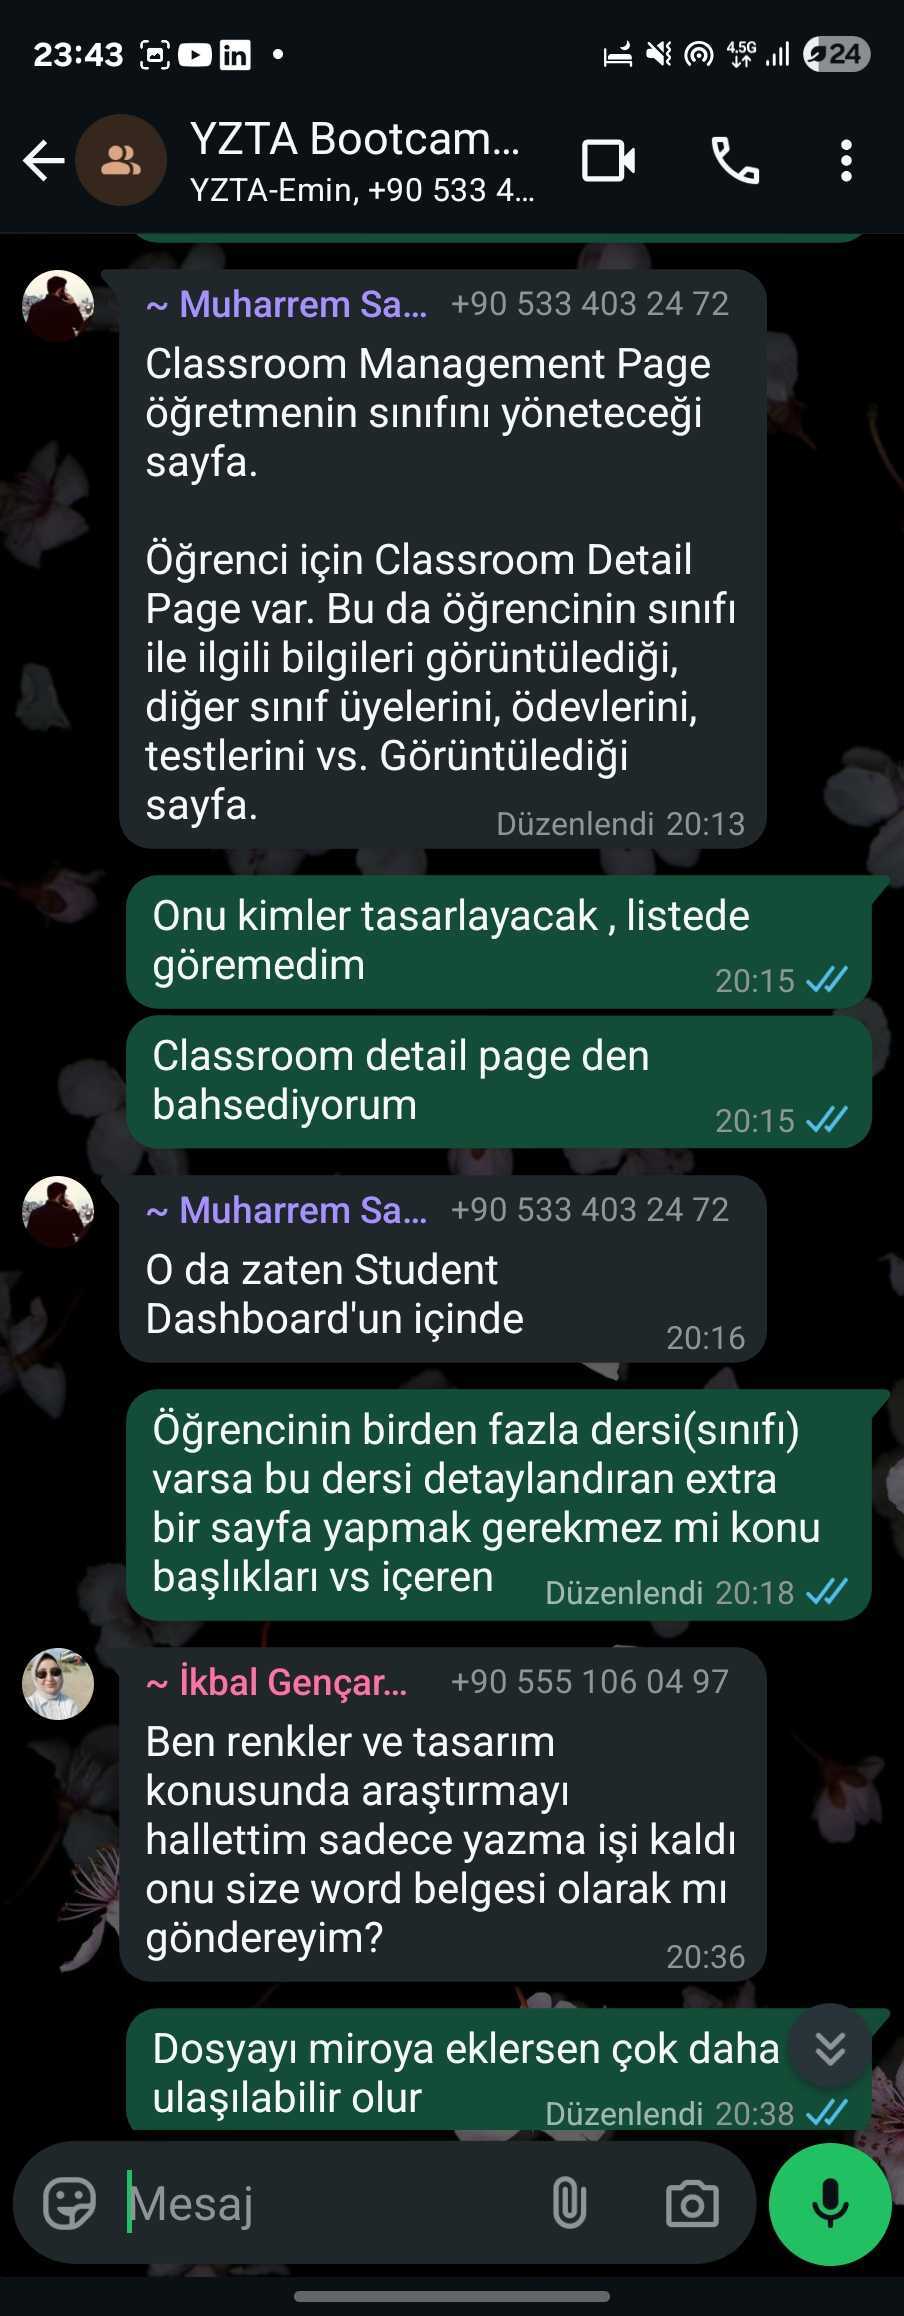 23:43
4.5G
24
YZTA Bootcam...
YZTA-Emin, +90 533 4...
~ Muharrem Sa... +90 533 403 24 72
Classroom Management Page
öğretmenin sınıfını yöneteceği
sayfa.
Öğrenci için Classroom Detail
Page var. Bu da öğrencinin sınıfı
ile ilgili bilgileri görüntülediği,
diğer sınıf üyelerini, ödevlerini,
testlerini vs. Görüntülediği
sayfa.
Düzenlendi 20:13
Onu kimler tasarlayacak , listede
göremedim
20:15
Classroom detail page den
bahsediyorum
20:15
~ Muharrem Sa... +90 533 403 24 72
O da zaten Student
Dashboard'un içinde
20:16
Öğrencinin birden fazla dersi(sınıfı)
varsa bu dersi detaylandıran extra
bir sayfa yapmak gerekmez mi konu
başlıkları vs içeren
Düzenlendi 20:18
~ İkbal Gençar... +90 555 106 04 97
Ben renkler ve tasarım
konusunda araştırmayı
hallettim sadece yazma işi kaldı
onu size word belgesi olarak mı
göndereyim?
20:36
Dosyayı miroya eklersen çok daha
ulaşılabilir olur
Düzenlendi 20:38
Mesaj